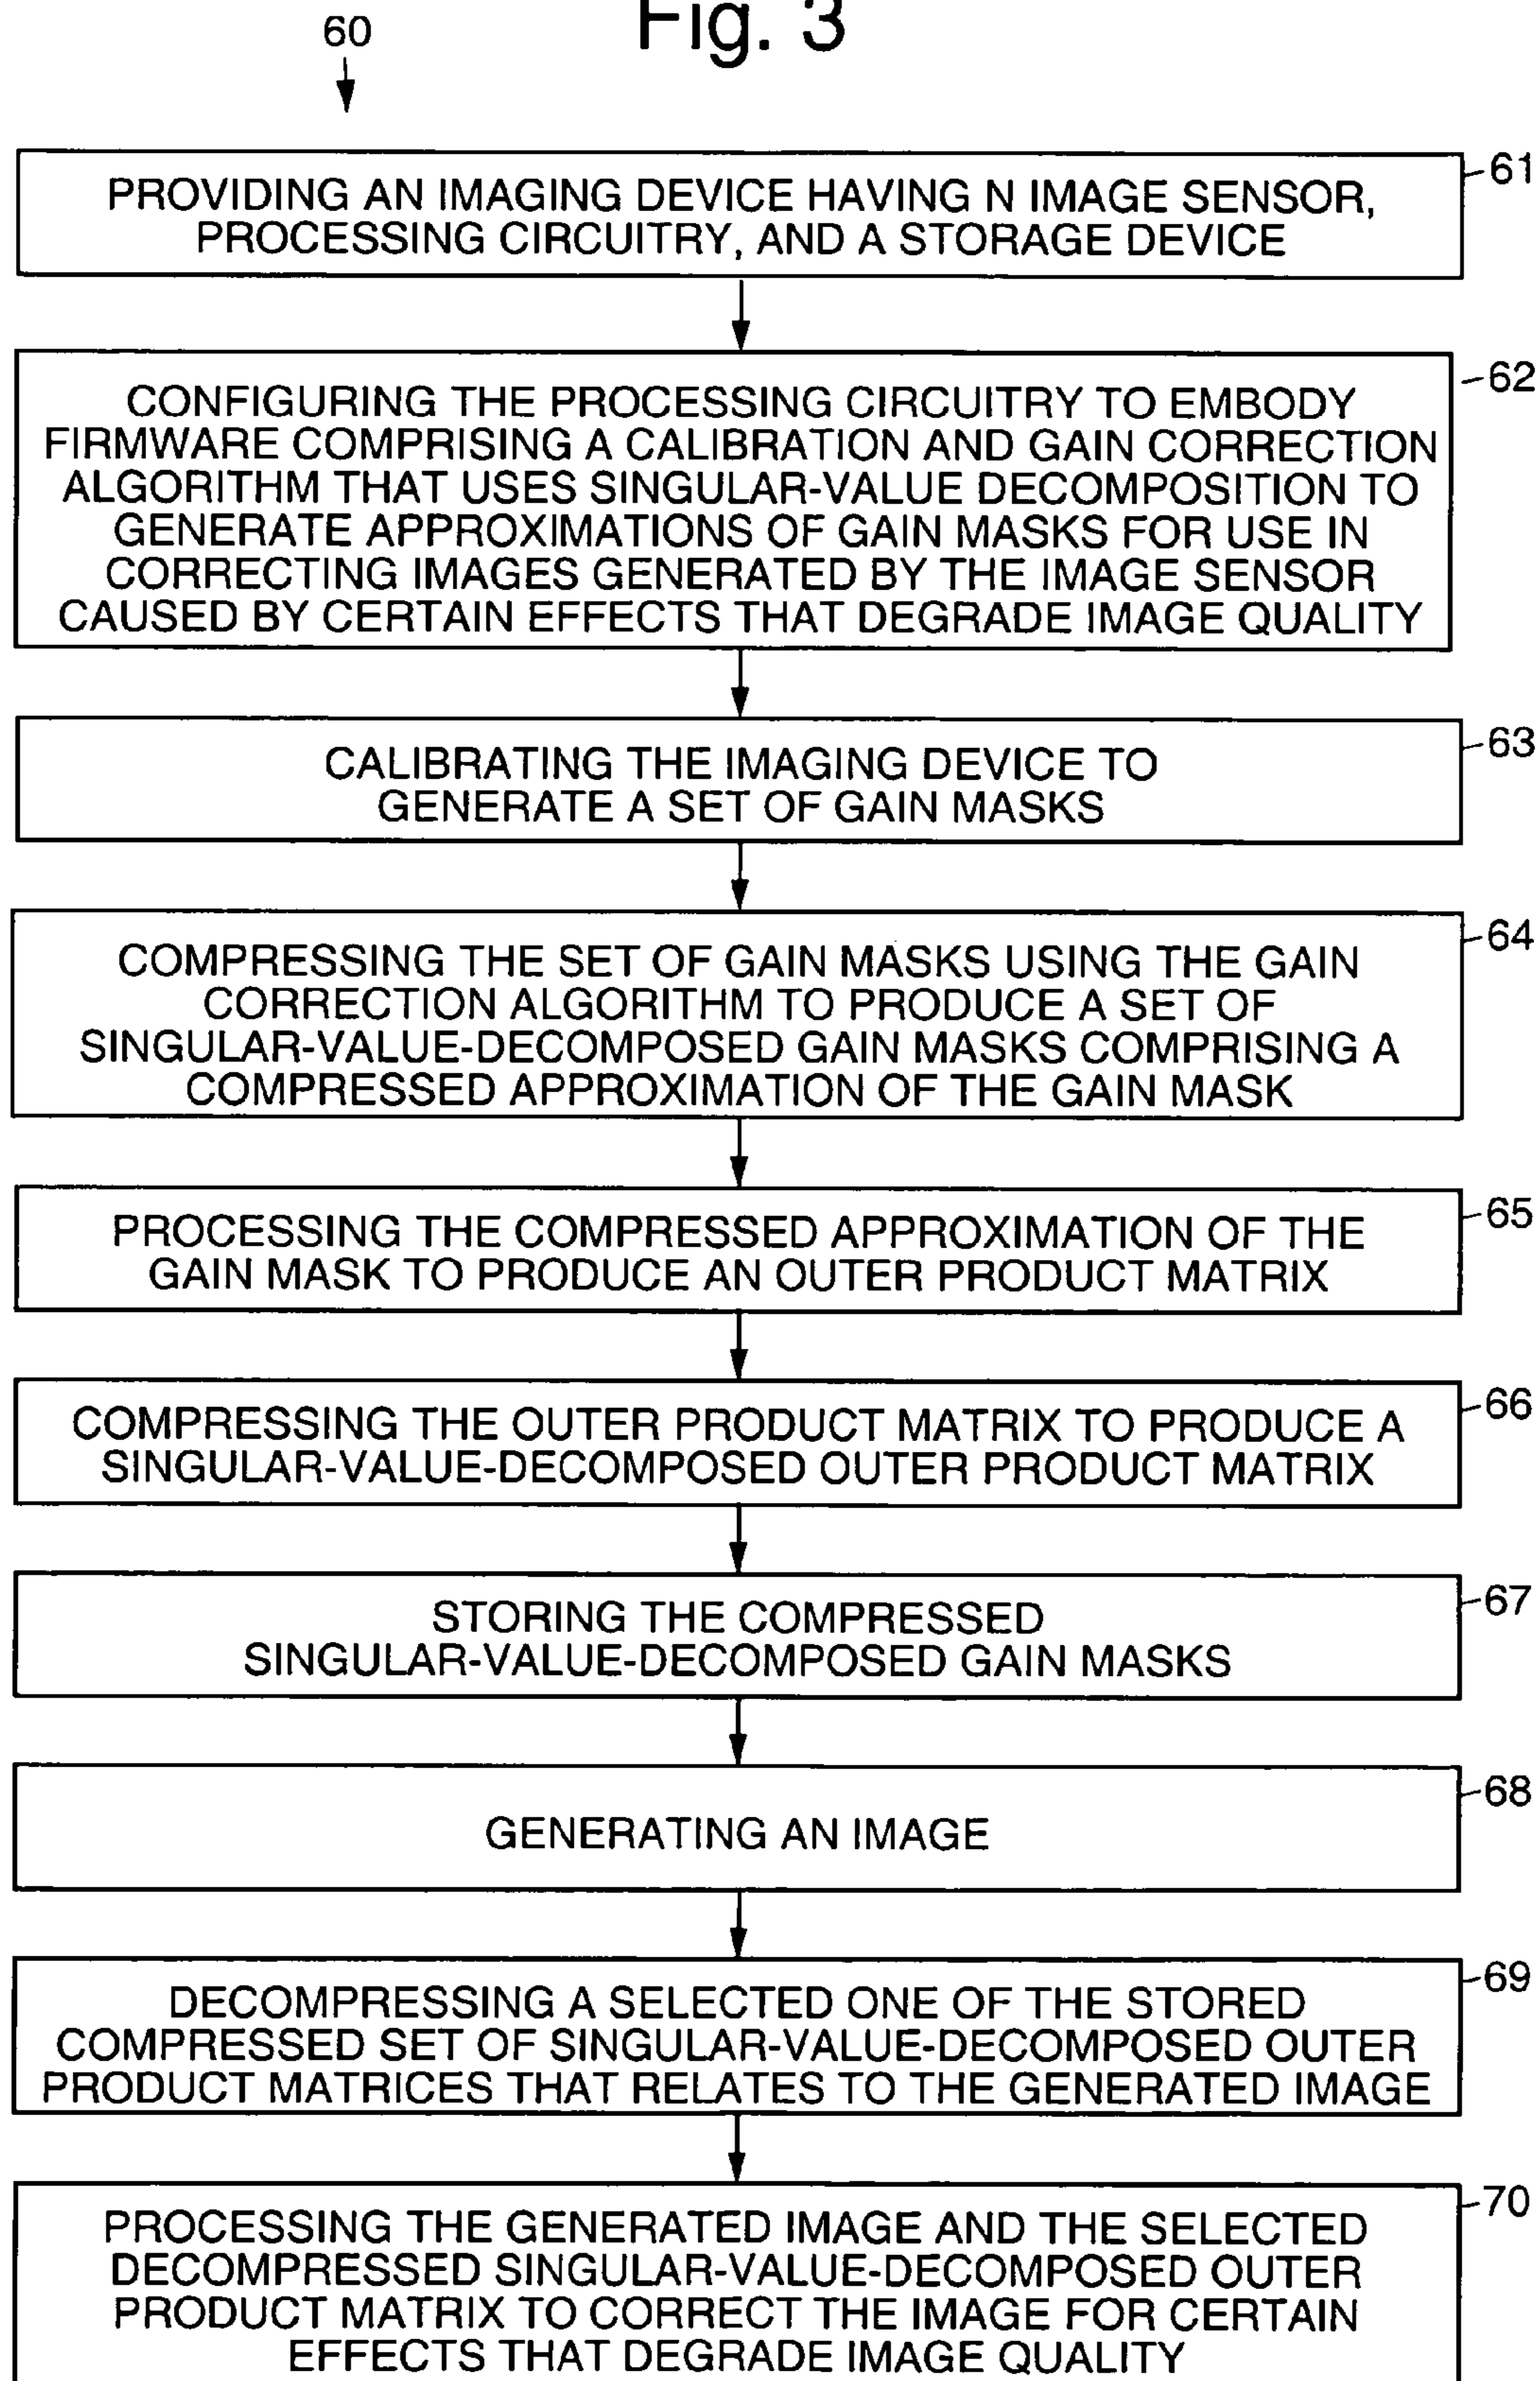 Fig. 3
60
PROVIDING AN IMAGING DEVICE HAVING N IMAGE SENSOR,
PROCESSING CIRCUITRY, AND A STORAGE DEVICE
61
CONFIGURING THE PROCESSING CIRCUITRY TO EMBODY
FIRMWARE COMPRISING A CALIBRATION AND GAIN CORRECTION
ALGORITHM THAT USES SINGULAR-VALUE DECOMPOSITION TO
GENERATE APPROXIMATIONS OF GAIN MASKS FOR USE IN
CORRECTING IMAGES GENERATED BY THE IMAGE SENSOR
CAUSED BY CERTAIN EFFECTS THAT DEGRADE IMAGE QUALITY
62
CALIBRATING THE IMAGING DEVICE TO
GENERATE A SET OF GAIN MASKS
63
COMPRESSING THE SET OF GAIN MASKS USING THE GAIN
CORRECTION ALGORITHM TO PRODUCE A SET OF
SINGULAR-VALUE-DECOMPOSED GAIN MASKS COMPRISING A
COMPRESSED APPROXIMATION OF THE GAIN MASK
64
PROCESSING THE COMPRESSED APPROXIMATION OF THE
GAIN MASK TO PRODUCE AN OUTER PRODUCT MATRIX
65
COMPRESSING THE OUTER PRODUCT MATRIX TO PRODUCE A
SINGULAR-VALUE-DECOMPOSED OUTER PRODUCT MATRIX
66
STORING THE COMPRESSED
SINGULAR-VALUE-DECOMPOSED GAIN MASKS
67
GENERATING AN IMAGE
68
DECOMPRESSING A SELECTED ONE OF THE STORED
COMPRESSED SET OF SINGULAR-VALUE-DECOMPOSED OUTER
PRODUCT MATRICES THAT RELATES TO THE GENERATED IMAGE
69
PROCESSING THE GENERATED IMAGE AND THE SELECTED
DECOMPRESSED SINGULAR-VALUE-DECOMPOSED OUTER
PRODUCT MATRIX TO CORRECT THE IMAGE FOR CERTAIN
EFFECTS THAT DEGRADE IMAGE QUALITY
70